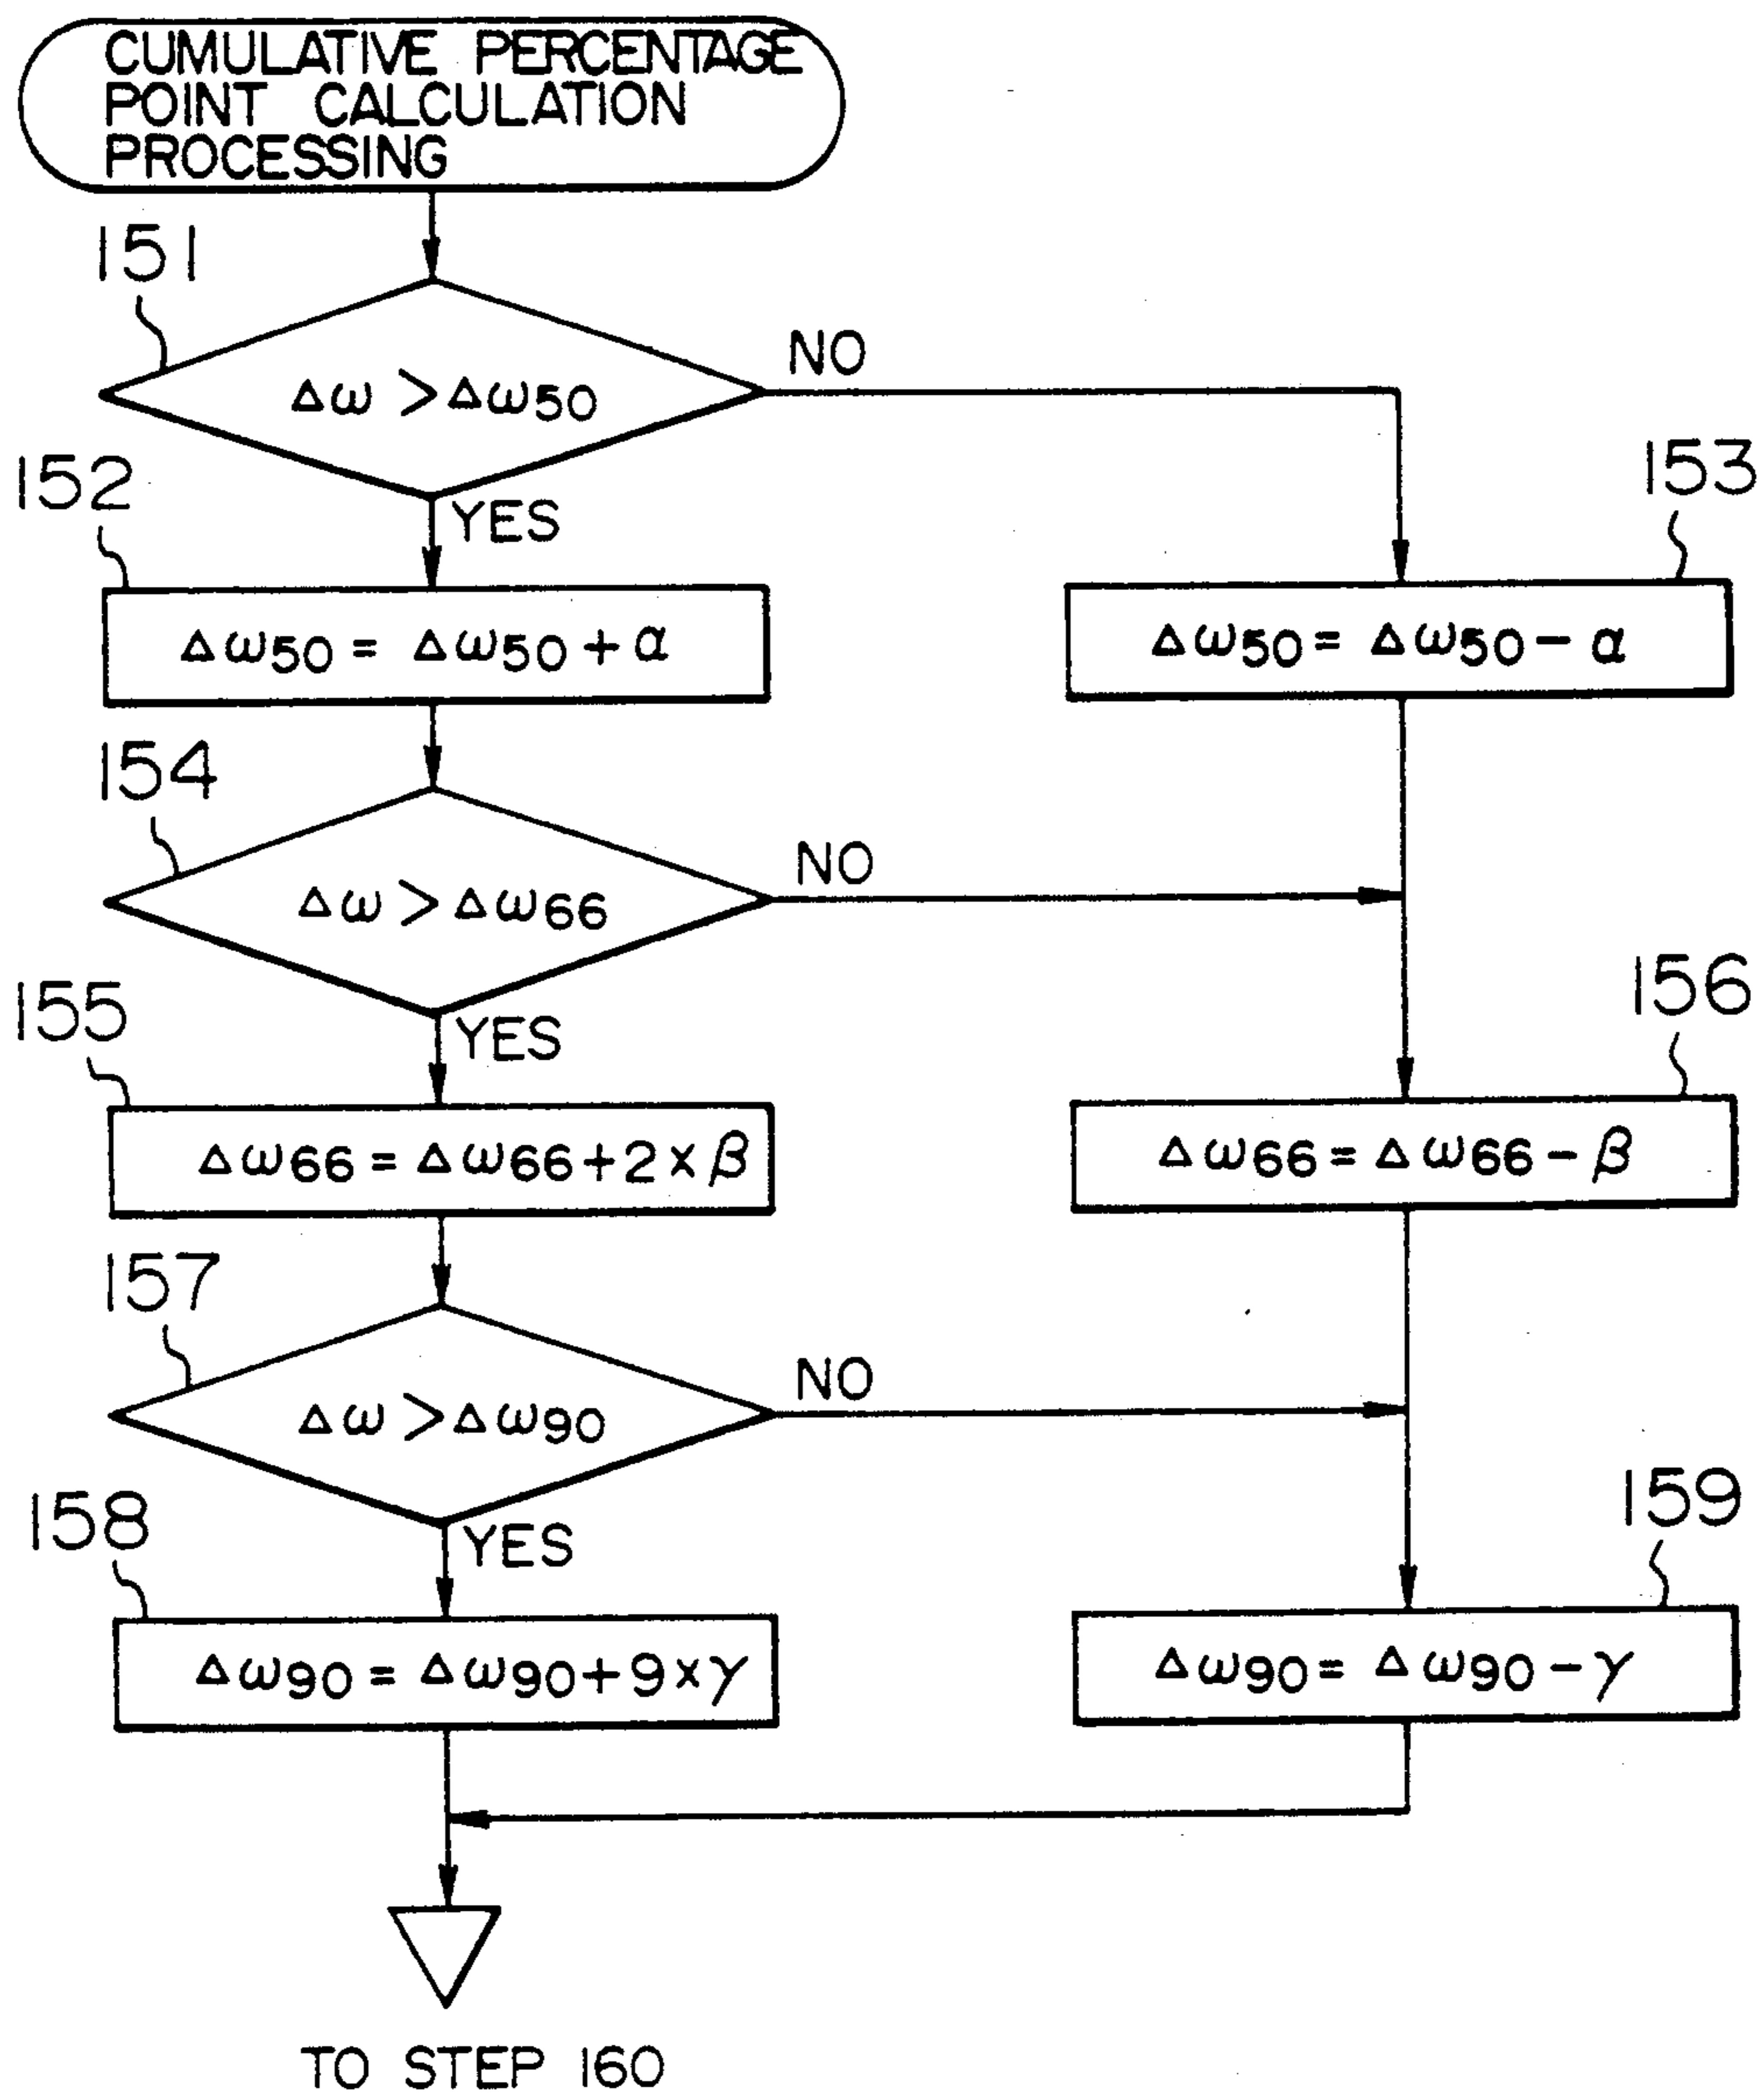 CUMULATIVE PERCENTAGE
POINT CALCULATION
PROCESSING
151
Δω > Δω50
NO
YES
152
Δω50 = Δω50 + α
153
Δω50 = Δω50 - α
154
Δω > Δω66
NO
YES
155
Δω66 = Δω66 + 2 × β
156
Δω66 = Δω66 - β
157
Δω > Δω90
NO
YES
158
Δω90 = Δω90 + 9 × γ
159
Δω90 = Δω90 - γ
TO STEP 160